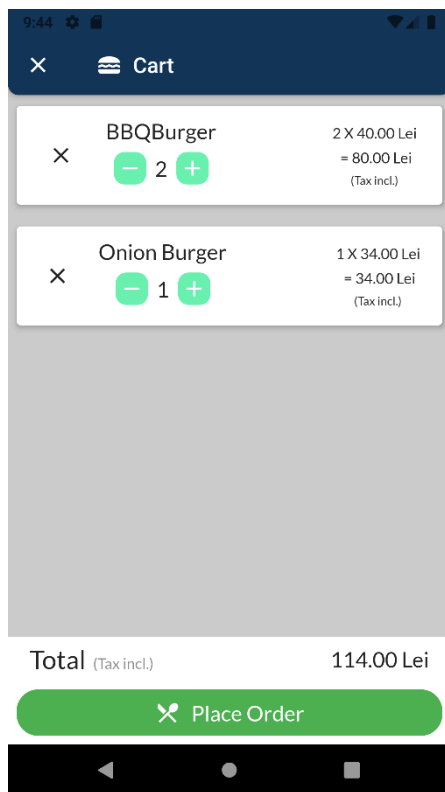 9:44
Cart
BBQBurger
2 X 40.00 Lei
2
= 80.00 Lei
(Tax incl.)
Onion Burger
1 X 34.00 Lei
1
= 34.00 Lei
(Tax incl.)
Total (Tax incl.) 114.00 Lei
Place Order